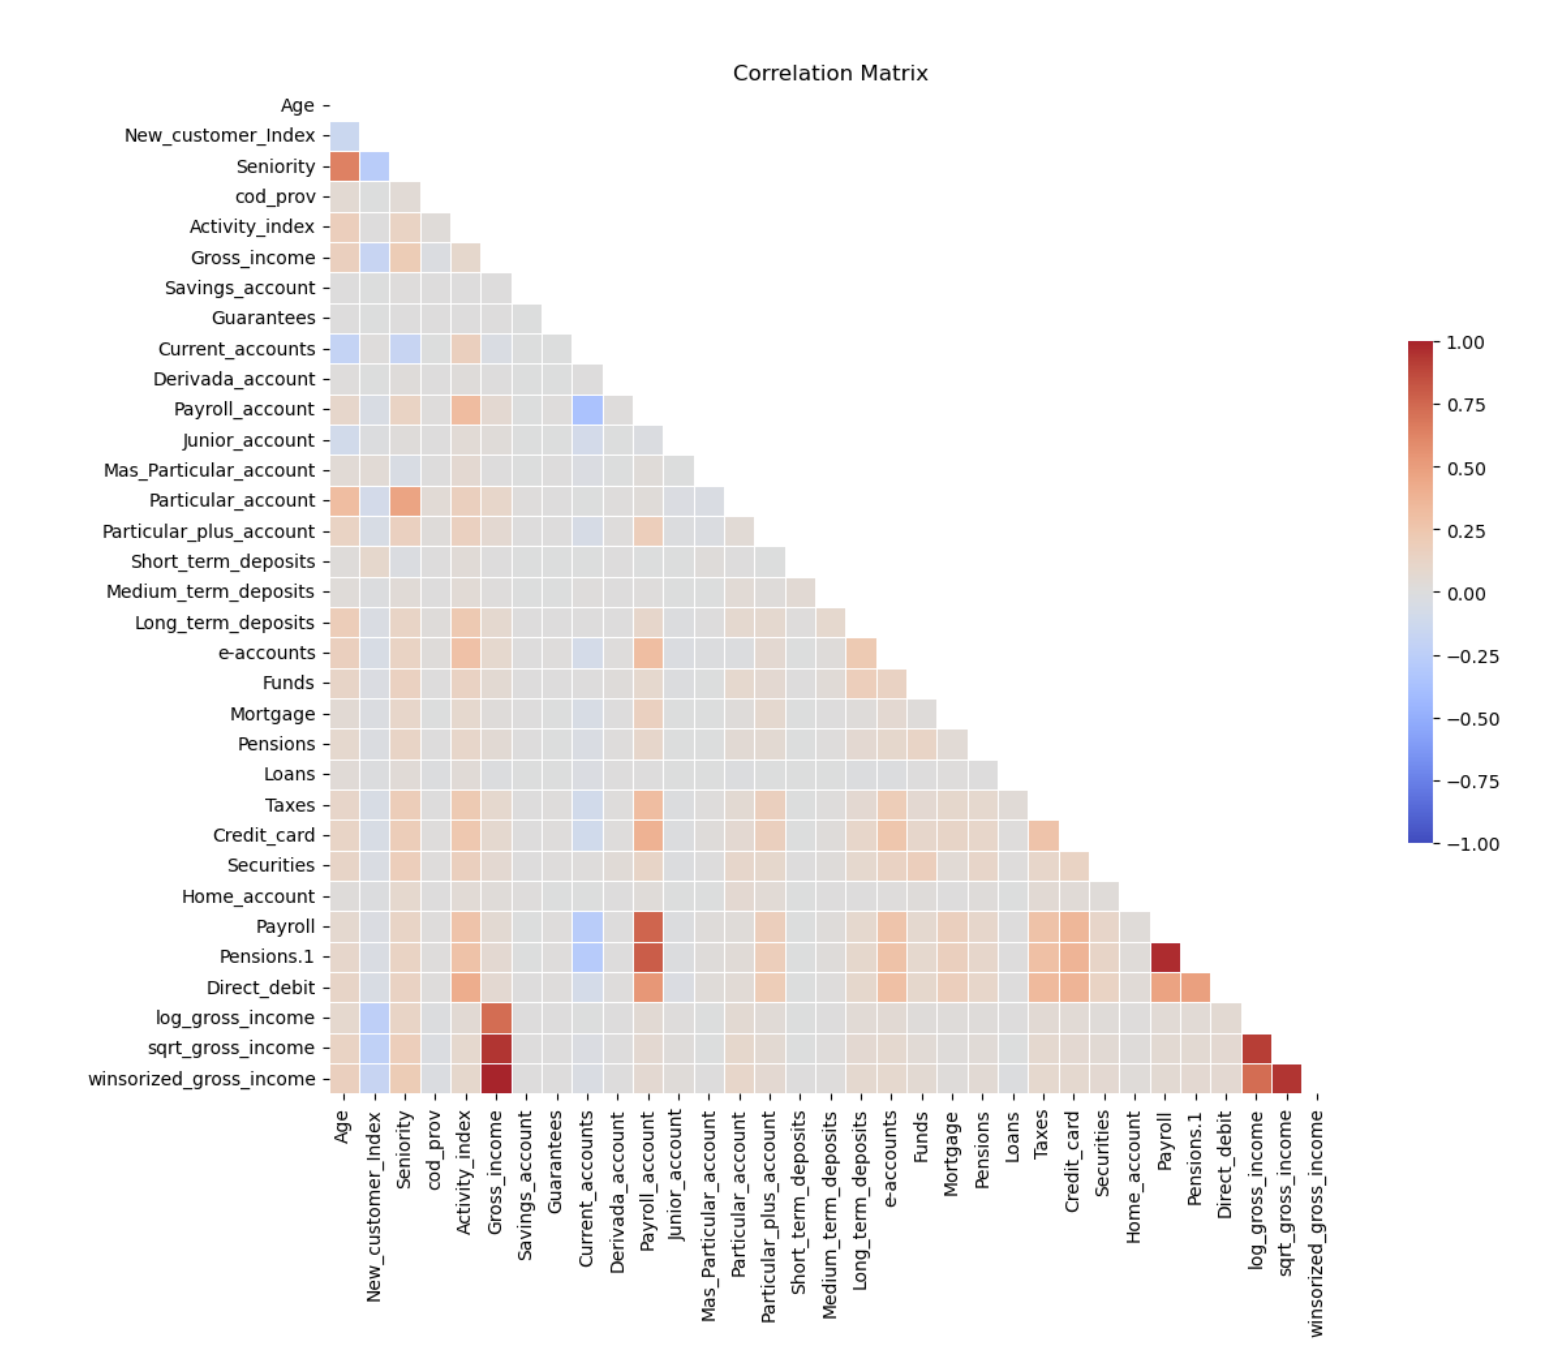 Correlation Matrix
Age
New_customer_Index
Seniority
cod_prov
Activity_index
Gross_income
Savings_account
Guarantees
Current_accounts
Derivada_account
Payroll_account
Junior_account
Mas_Particular_account
Particular_account
Particular_plus_account
Short_term_deposits
Medium_term_deposits
Long_term_deposits
e-accounts
Funds
Mortgage
Pensions
Loans
Taxes
Credit_card
Securities
Home_account
Payroll
Pensions.1
Direct_debit
log_gross_income
sqrt_gross_income
winsorized_gross_income
Age
New_customer_Index
Seniority
cod_prov
Activity_index
Gross_income
Savings_account
Guarantees
Current_accounts
Derivada_account
Payroll_account
Junior_account
Mas_Particular_account
Particular_account
Particular_plus_account
Short_term_deposits
Medium_term_deposits
Long_term_deposits
e-accounts
Funds
Mortgage
Pensions
Loans
Taxes
Credit_card
Securities
Home_account
Payroll
Pensions.1
Direct_debit
log_gross_income
sqrt_gross_income
winsorized_gross_income
1.00
0.75
0.50
0.25
0.00
−0.25
−0.50
−0.75
−1.00